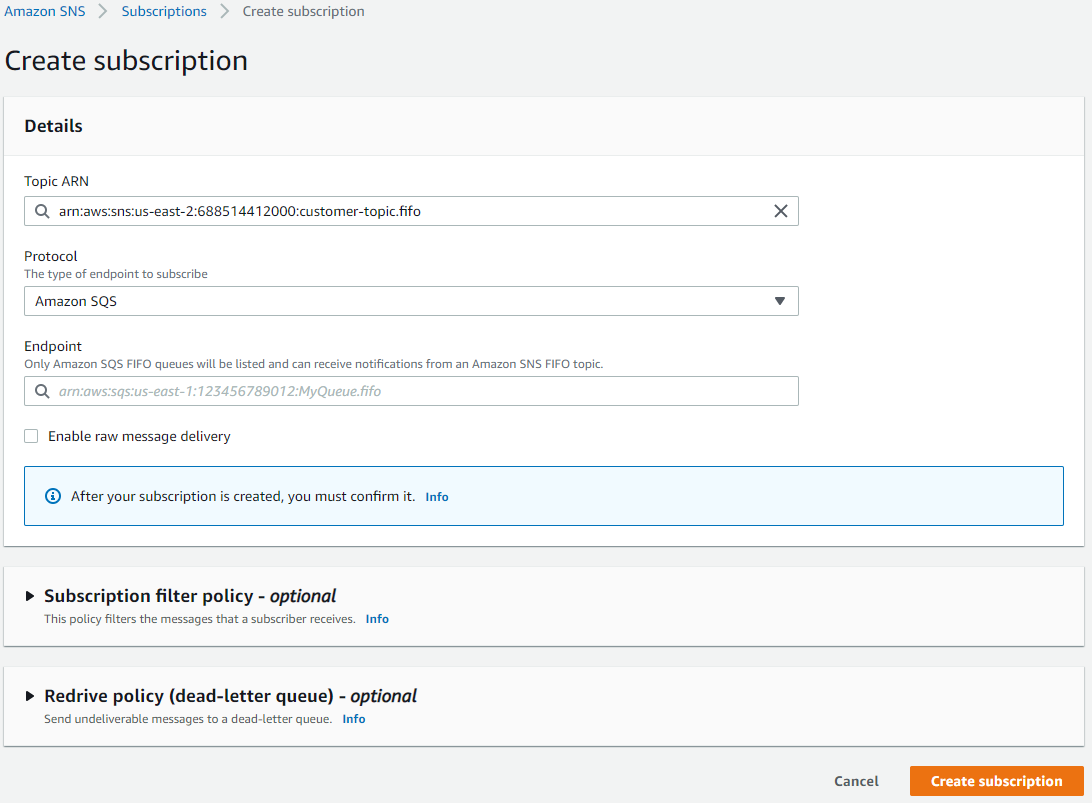 Amazon SNS > Subscriptions > Create subscription
Create subscription
Details
Topic ARN
arn:aws:sns:us-east-2:688514412000:customer-topic.fifo
Protocol
The type of endpoint to subscribe
Amazon SQS
Endpoint
Only Amazon SQS FIFO queues will be listed and can receive notifications from an Amazon SNS FIFO topic.
arn:aws:sqs:us-east-1:123456789012:MyQueue.fifo
Enable raw message delivery
After your subscription is created, you must confirm it. Info
Subscription filter policy - optional
This policy filters the messages that a subscriber receives. Info
Redrive policy (dead-letter queue) - optional
Send undeliverable messages to a dead-letter queue. Info
Cancel Create subscription